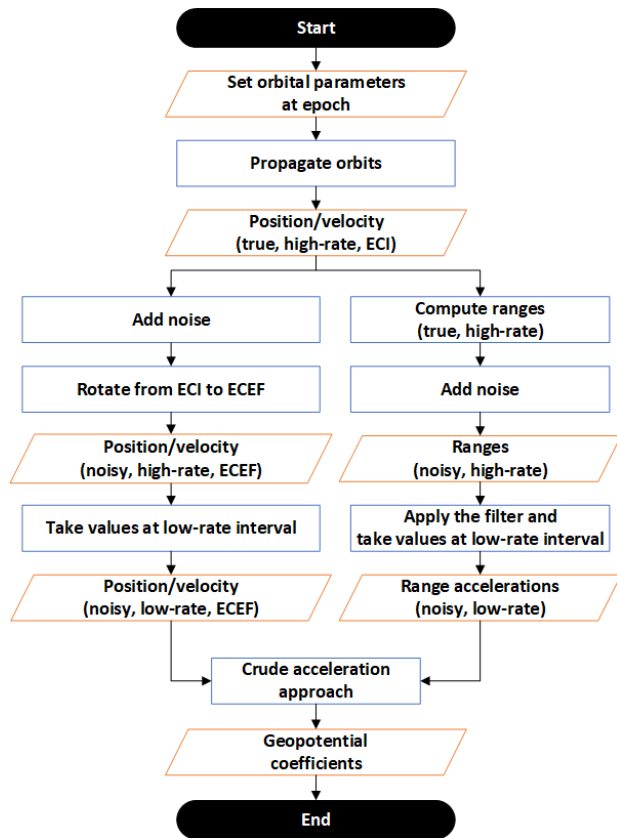 Start
Set orbital parameters
at epoch
Propagate orbits
Position/velocity
(true, high-rate, ECI)
Add noise
Rotate from ECI to ECEF
Position/velocity
(noisy, high-rate, ECEF)
Take values at low-rate interval
Position/velocity
(noisy, low-rate, ECEF)
Compute ranges
(true, high-rate)
Add noise
Ranges
(noisy, high-rate)
Apply the filter and
take values at low-rate interval
Range accelerations
(noisy, low-rate)
Crude acceleration
approach
Geopotential
coefficients
End